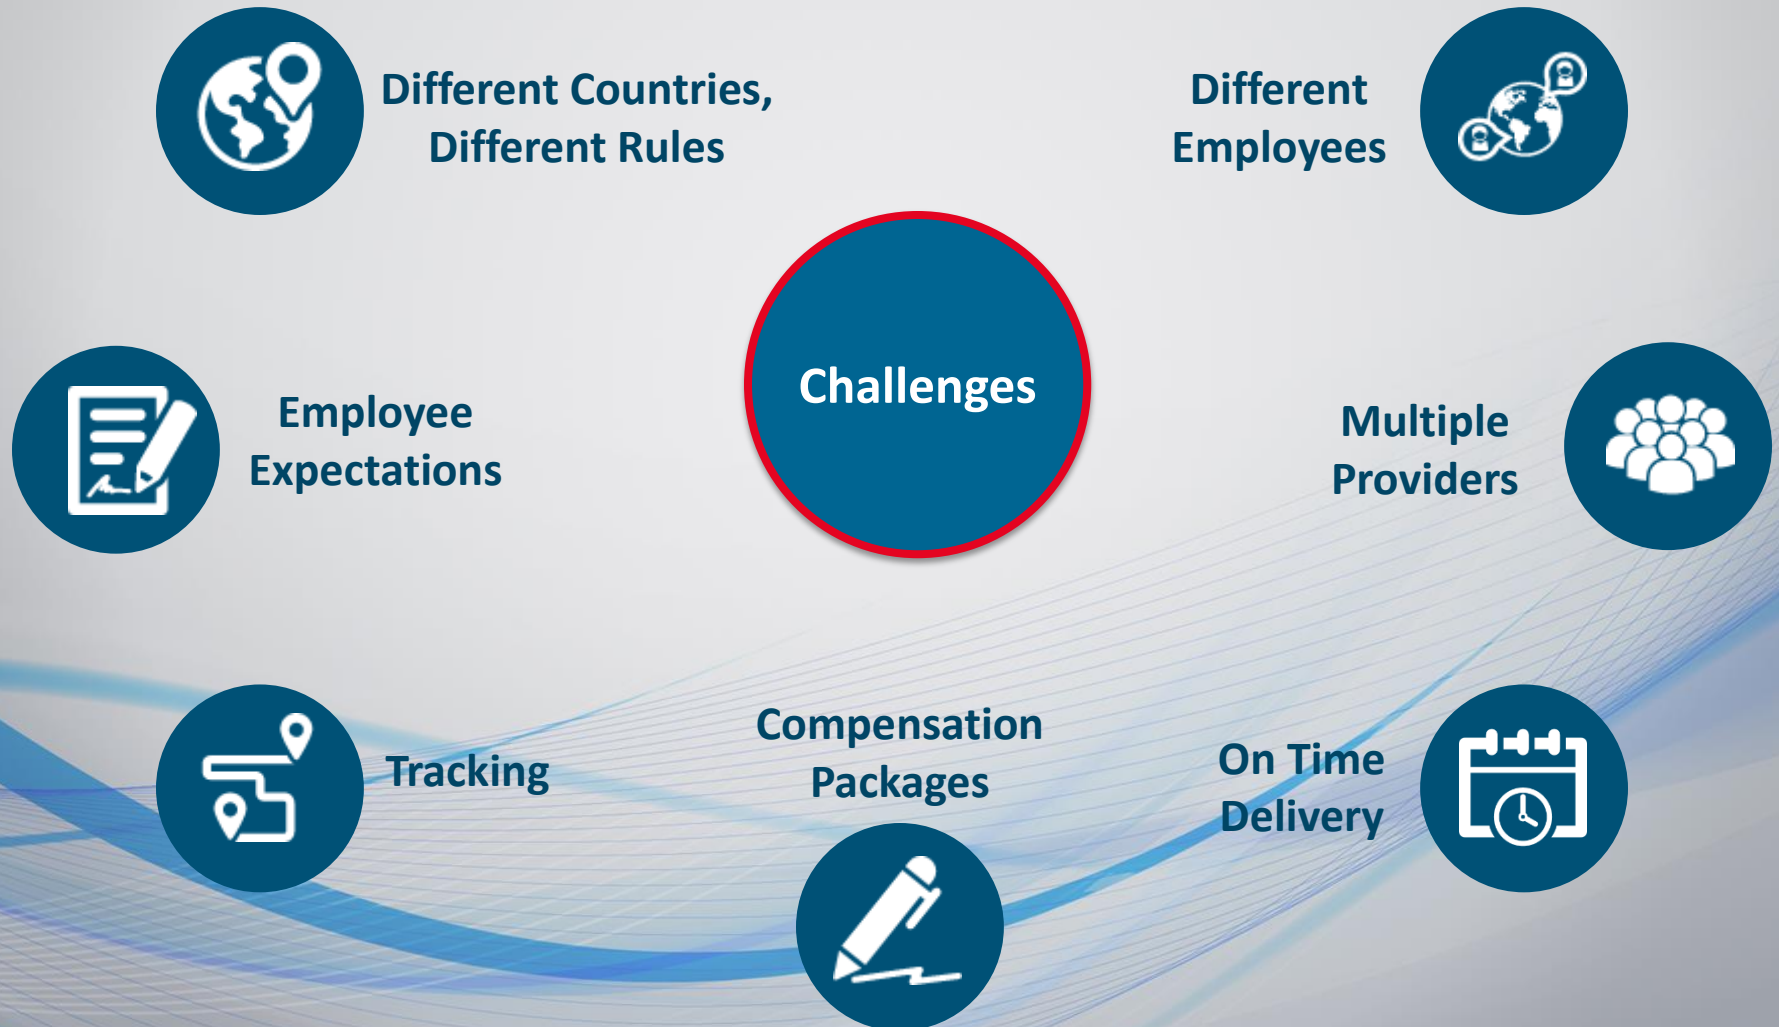 Different Countries,
Different Rules
Different
Employees
Challenges
Employee
Expectations
Multiple
Providers
Tracking
Compensation
Packages
On Time
Delivery